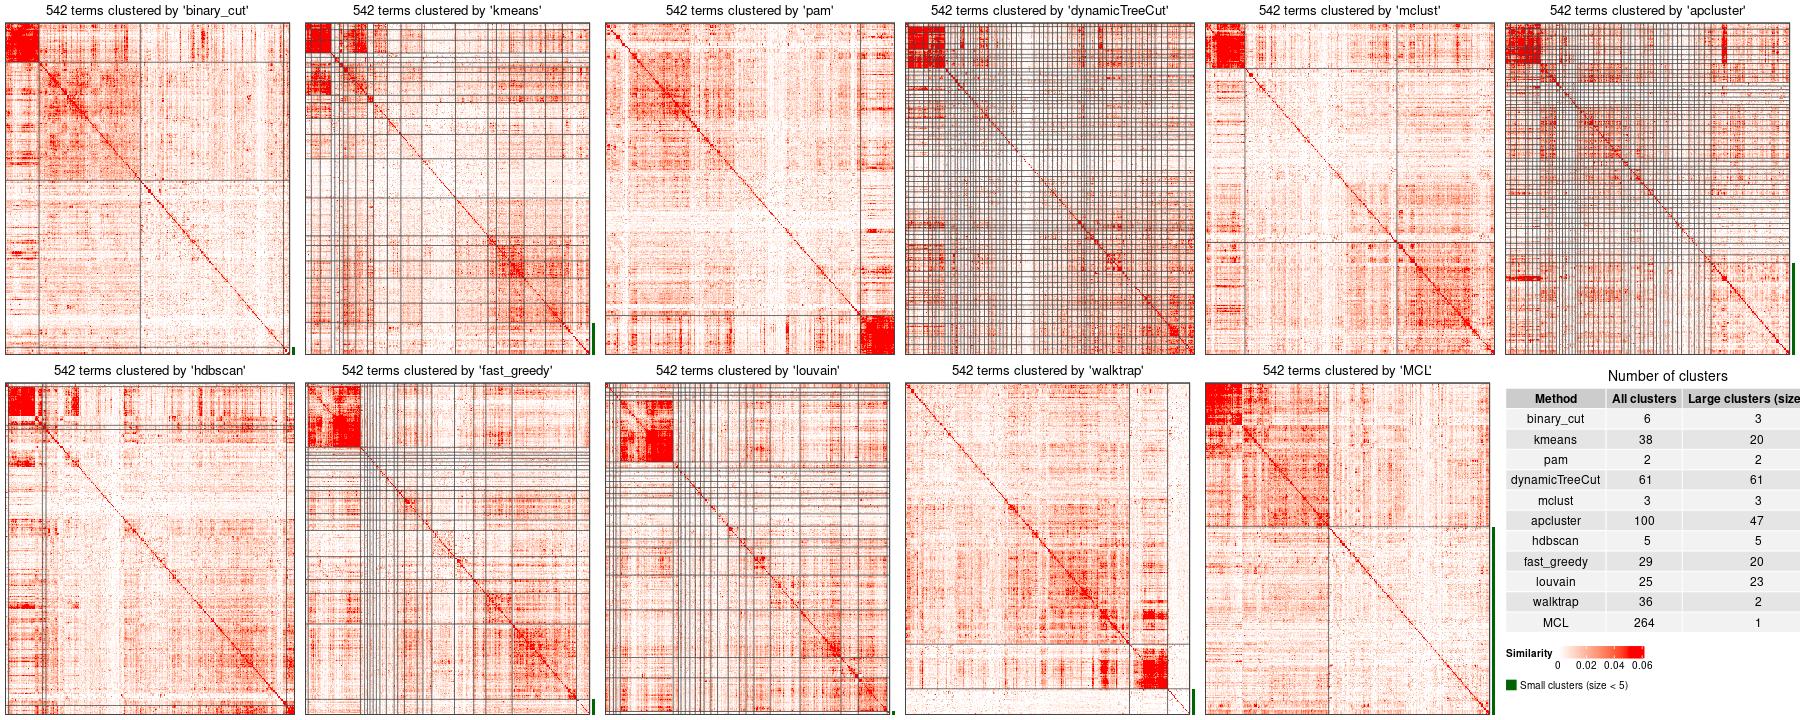 542 terms clustered by 'binary_cut'
542 terms clustered by 'kmeans'
542 terms clustered by 'pam'
542 terms clustered by 'dynamicTreeCut'
542 terms clustered by 'mclust'
542 terms clustered by 'apcluster'
542 terms clustered by 'hdbscan'
542 terms clustered by 'fast_greedy'
542 terms clustered by 'louvain'
542 terms clustered by 'walktrap'
542 terms clustered by 'MCL'
Number of clusters
Method All clusters Large clusters (size
binary_cut 6 3
kmeans 38 20
pam 2 2
dynamicTreeCut 61 61
mclust 3 3
apcluster 100 47
hdbscan 5 5
fast_greedy 29 20
louvain 25 23
walktrap 36 2
MCL 264 1
Similarity
0 0.02 0.04 0.06
Small clusters (size < 5)